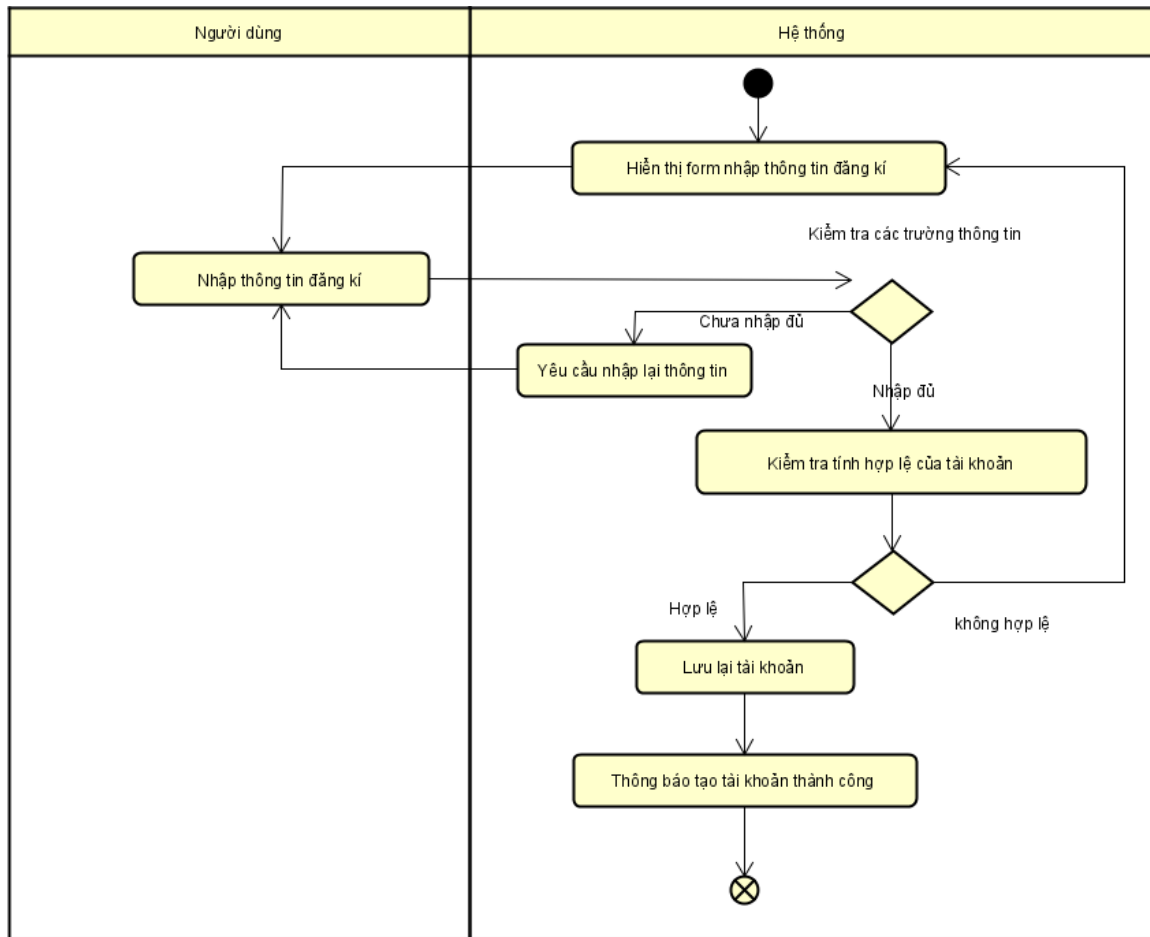 Người dùng
Hệ thống
Hiển thị form nhập thông tin đăng kí
Kiểm tra các trường thông tin
Nhập thông tin đăng kí
Chưa nhập đủ
Yêu cầu nhập lại thông tin
Nhập đủ
Kiểm tra tính hợp lệ của tài khoản
Hợp lệ
không hợp lệ
Lưu lại tài khoản
Thông báo tạo tài khoản thành công